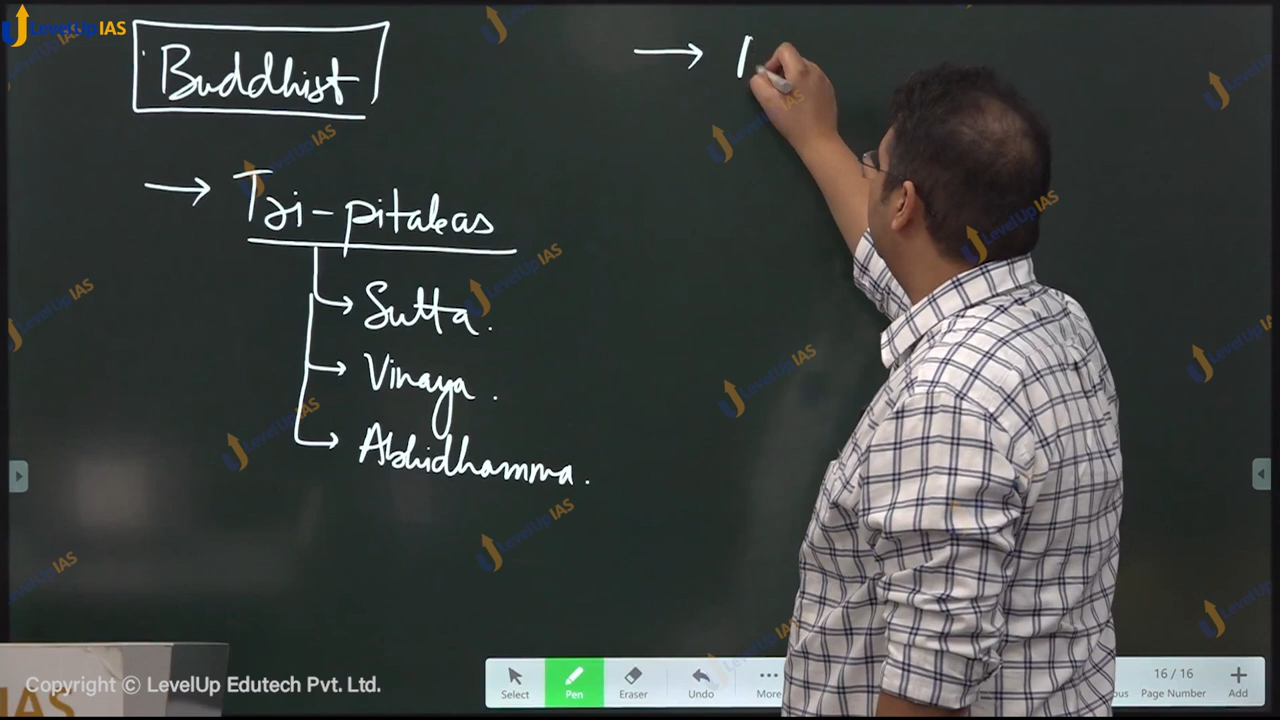 LevelUp IAS
Buddhist
→ Tri-pitakas
→ Sutta.
→ Vinaya.
→ Abhidhamma.
→
IAS
Copyright © LevelUp Edutech Pvt. Ltd.
Select
Pen
Eraser
Undo
More
16 / 16
Page Number
Add